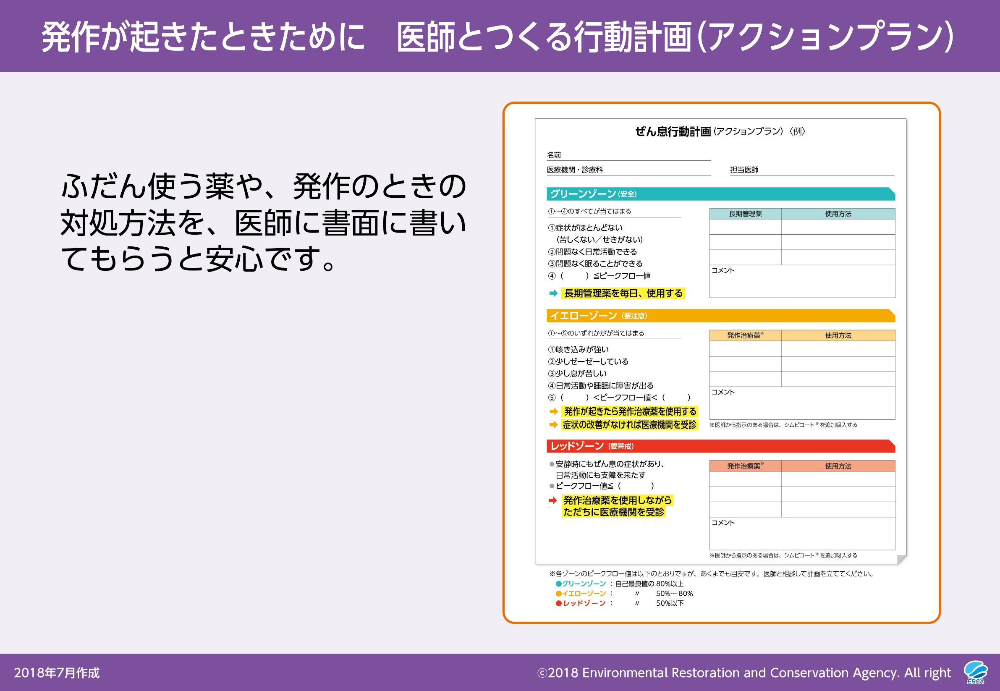 発作が起きたときために　医師とつくる行動計画(アクションプラン)
ふだん使う薬や、発作のときの
対処方法を、医師に書面に書い
てもらうと安心です。
ぜん息行動計画(アクションプラン)〈例〉
名前
医療機関・診療科　担当医師
グリーンゾーン(安全)
①～④のすべてが当てはまる
①症状がほとんどない
（苦しくない／せきがない）
②問題なく日常活動できる
③問題なく眠ることができる
④（　　　）≦ピークフロー値
➡ 長期管理薬を毎日、使用する
長期管理薬　使用方法
コメント
イエローゾーン（要注意）
①～⑤のいずれかがが当てはまる
①咳き込みが強い
②少しゼーゼーしている
③少し息が苦しい
④日常活動や睡眠に障害が出る
⑤（　　　）＜ピークフロー値＜（　　　）
➡ 発作が起きたら発作治療薬を使用する
➡ 症状の改善がなければ医療機関を受診
発作治療薬※　使用方法
コメント
※医師から指示のある場合は、シムビコート®を追加吸入する
レッドゾーン（要警戒）
●安静時にもぜん息の症状があり、
日常活動にも支障を来たす
●ピークフロー値≦（　　　　）
➡ 発作治療薬を使用しながら
ただちに医療機関を受診
発作治療薬※　使用方法
コメント
※医師から指示のある場合は、シムビコート®を追加吸入する
※各ゾーンのピークフロー値は以下のとおりですが、あくまでも目安です。医師と相談して計画を立ててください。
●グリーンゾーン：自己最良値の80%以上
●イエローゾーン：　〃　50%～80%
●レッドゾーン：　〃　50%以下
2018年7月作成
©2018 Environmental Restoration and Conservation Agency. All right
ERCA